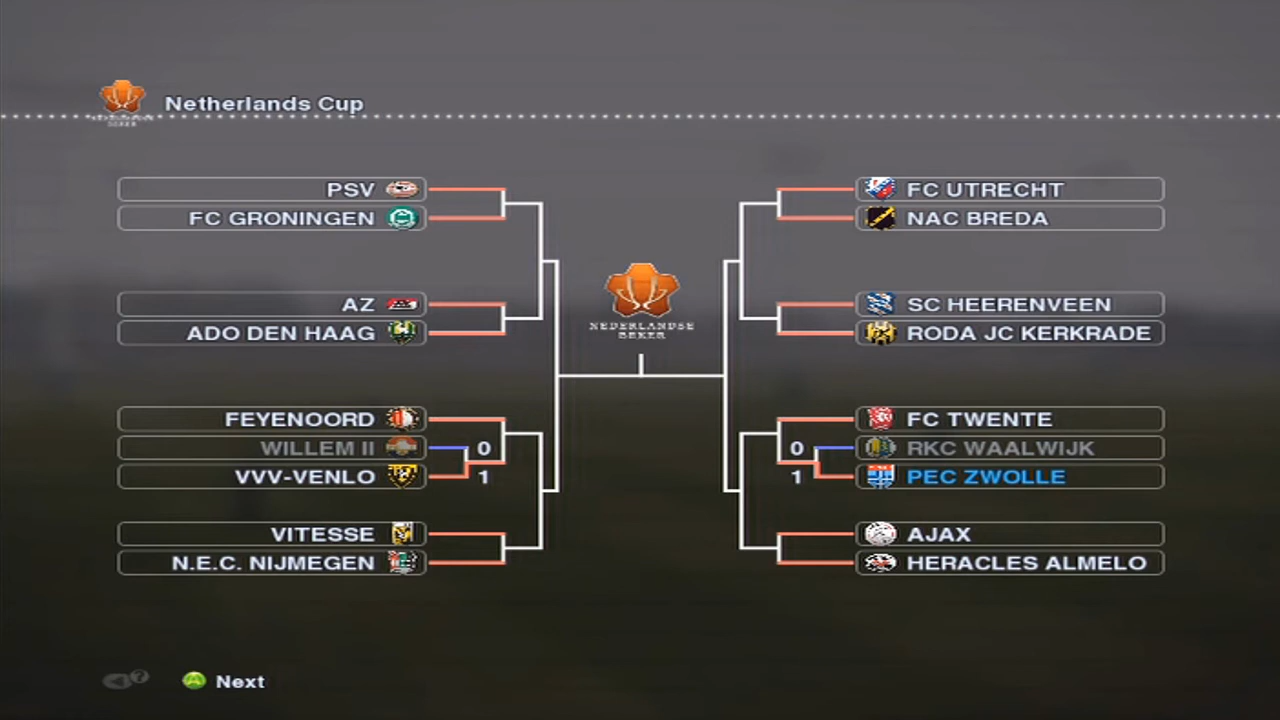 Netherlands Cup
PSV
FC GRONINGEN
AZ
ADO DEN HAAG
FEYENOORD
WILLEM II 0
VVV-VENLO 1
VITESSE
N.E.C. NIJMEGEN
NEDERLANDSE
BEKER
FC UTRECHT
NAC BREDA
SC HEERENVEEN
RODA JC KERKRADE
FC TWENTE
0 RKC WAALWIJK
1 PEC ZWOLLE
AJAX
HERACLES ALMELO
? A Next